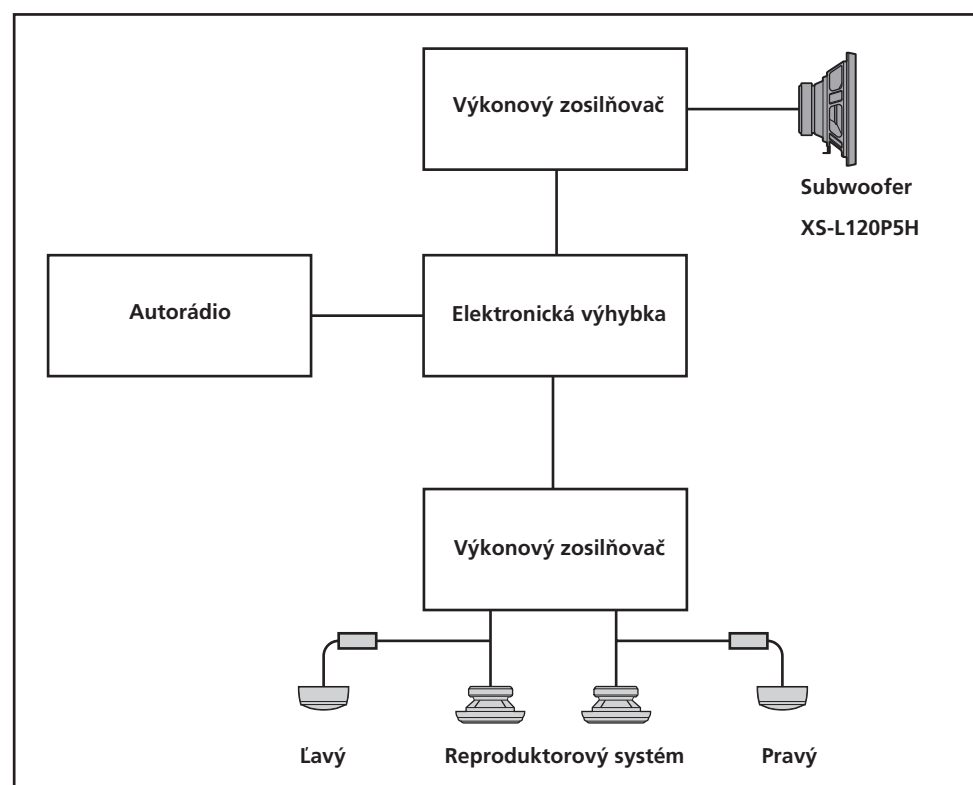 Výkonový zosilňovač
Subwoofer
XS-L120P5H
Autorádio
Elektronická výhybka
Výkonový zosilňovač
Ľavý
Reproduktorový systém
Pravý